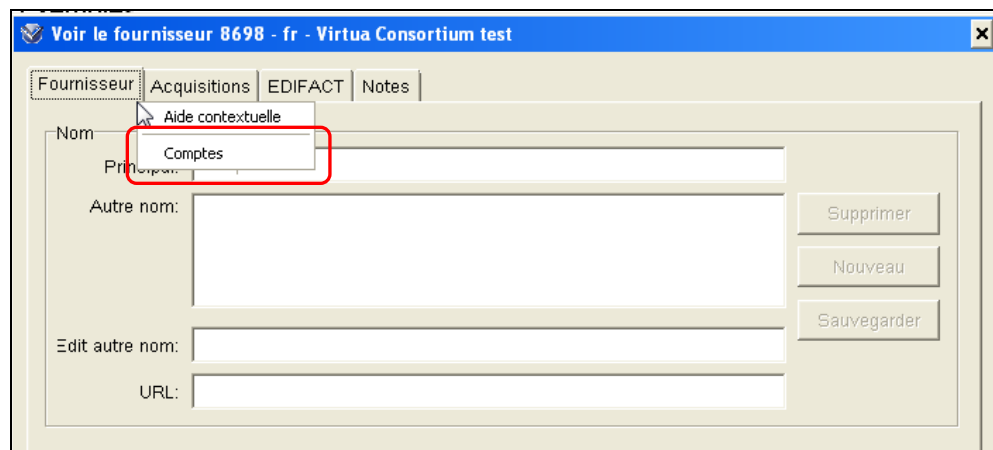 Voir le fournisseur 8698 - fr - Virtua Consortium test
Fournisseur Acquisitions EDIFACT Notes
Aide contextuelle
Nom
Comptes
Principal:
Autre nom:
Supprimer
Nouveau
Sauvegarder
Edit autre nom:
URL: